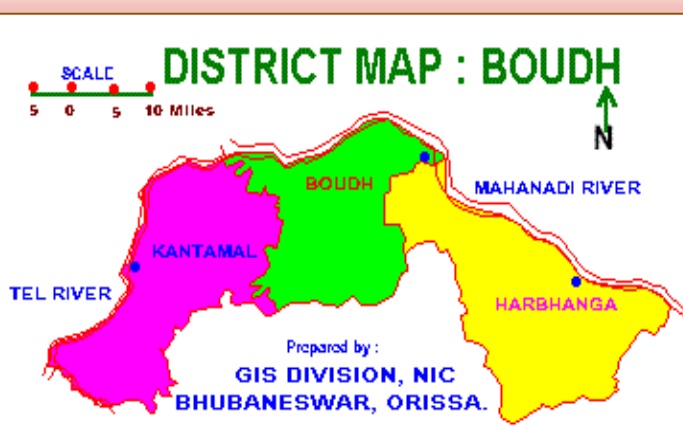 SCALE
DISTRICT MAP : BOUDH
5 0 5 10 Miles
N
BOUDH
MAHANADI RIVER
KANTAMAL
TEL RIVER
HARBHANGA
Prepared by :
GIS DIVISION, NIC
BHUBANESWAR, ORISSA.